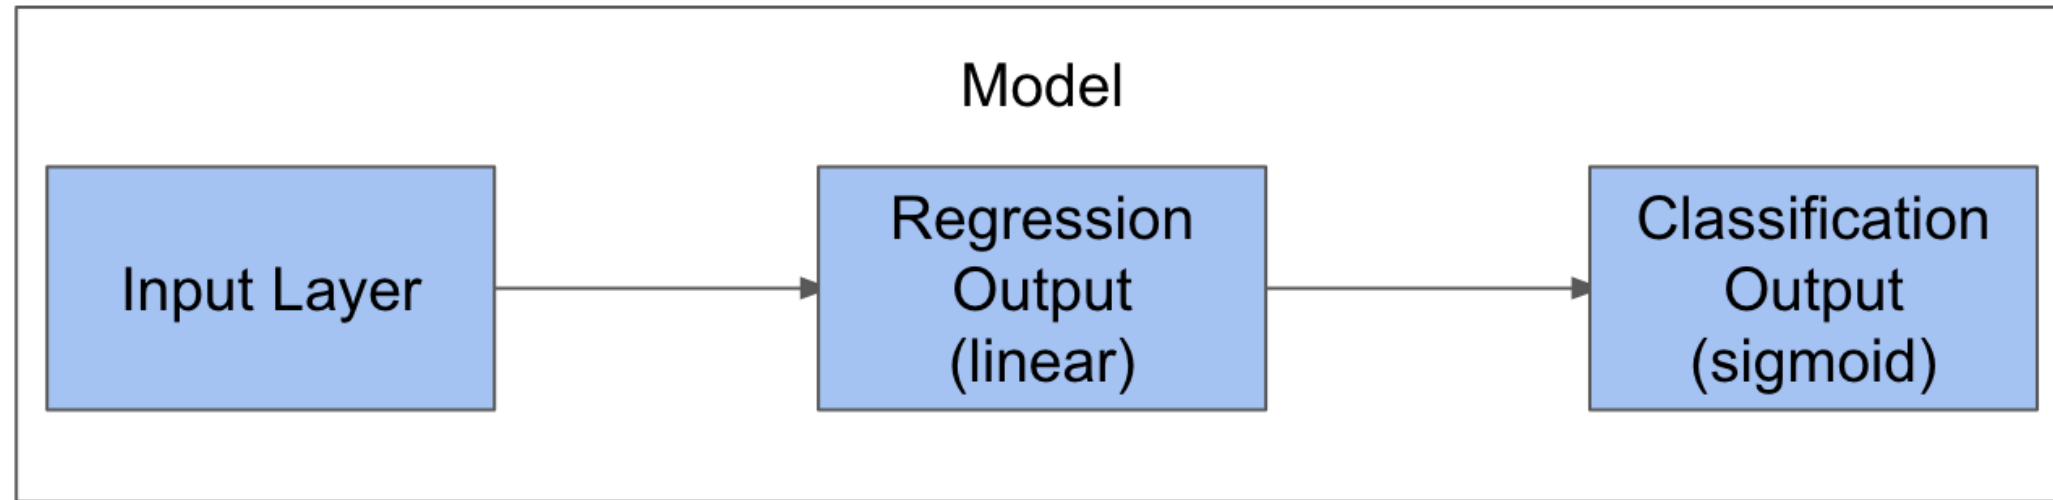 Model
Input Layer
Regression
Output
(linear)
Classification
Output
(sigmoid)